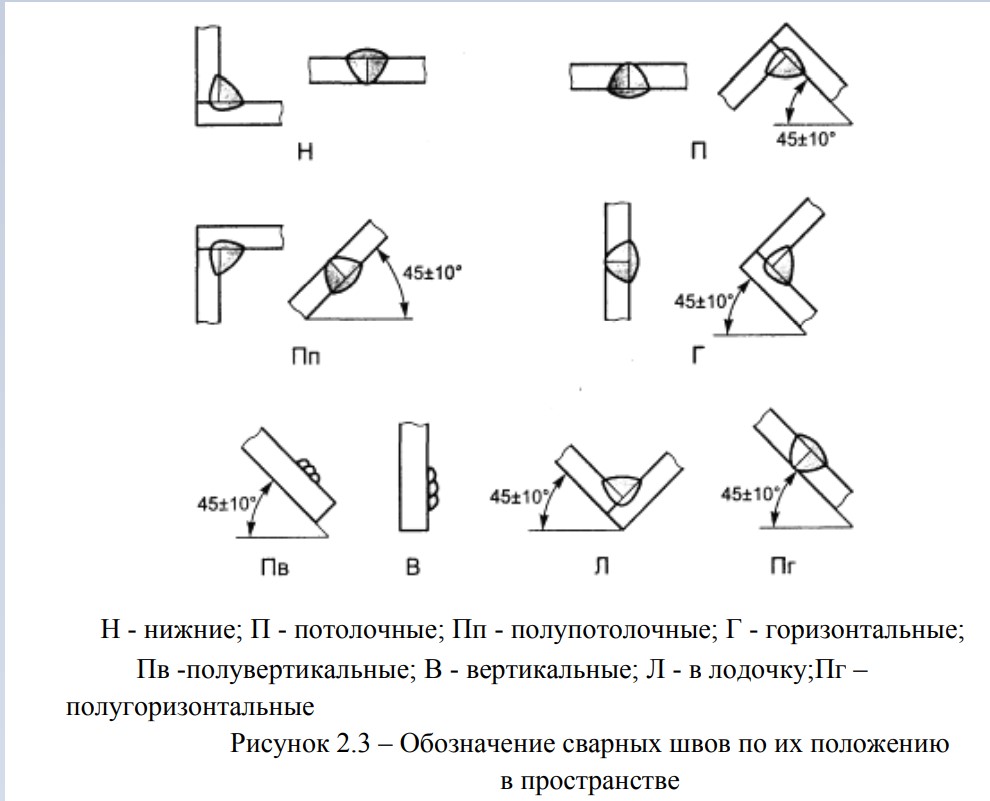 Н
П
45±10°
Пп
45±10°
Г
45±10°
Пв
45±10°
В
Л
45±10°
Пг
45±10°
Н - нижние; П - потолочные; Пп - полупотолочные; Г - горизонтальные;
Пв -полувертикальные; В - вертикальные; Л - в лодочку;Пг –
полугоризонтальные
Рисунок 2.3 – Обозначение сварных швов по их положению
в пространстве